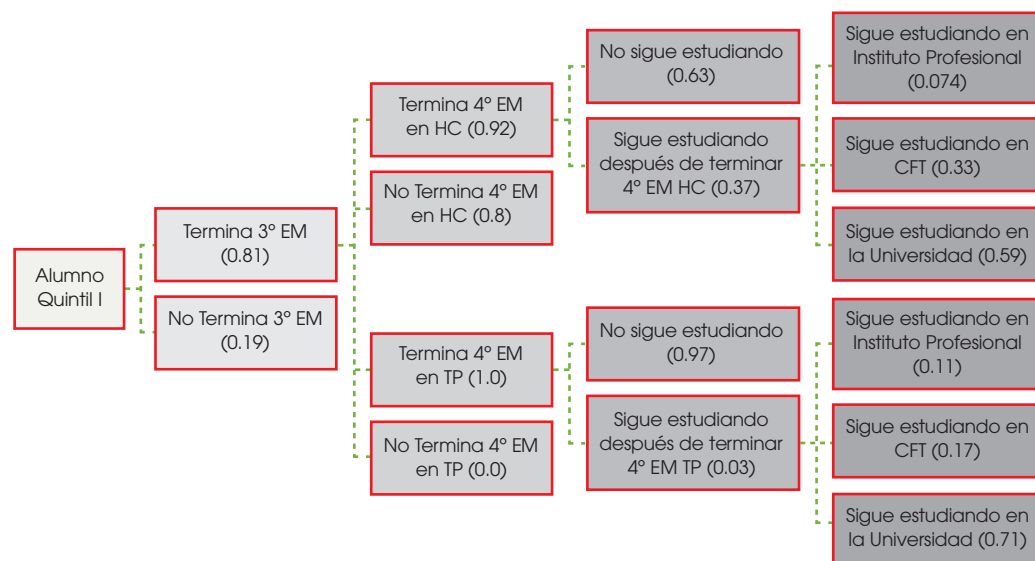 Alumno
Quintil I
Termina 3° EM
(0.81)
No Termina 3° EM
(0.19)
Termina 4° EM
en HC (0.92)
No Termina 4° EM
en HC (0.8)
Termina 4° EM
en TP (1.0)
No Termina 4° EM
en TP (0.0)
No sigue estudiando
(0.63)
Sigue estudiando
después de terminar
4° EM HC (0.37)
No sigue estudiando
(0.97)
Sigue estudiando
después de terminar
4° EM TP (0.03)
Sigue estudiando en
Instituto Profesional
(0.074)
Sigue estudiando en
CFT (0.33)
Sigue estudiando en
la Universidad (0.59)
Sigue estudiando en
Instituto Profesional
(0.11)
Sigue estudiando en
CFT (0.17)
Sigue estudiando en
la Universidad (0.71)